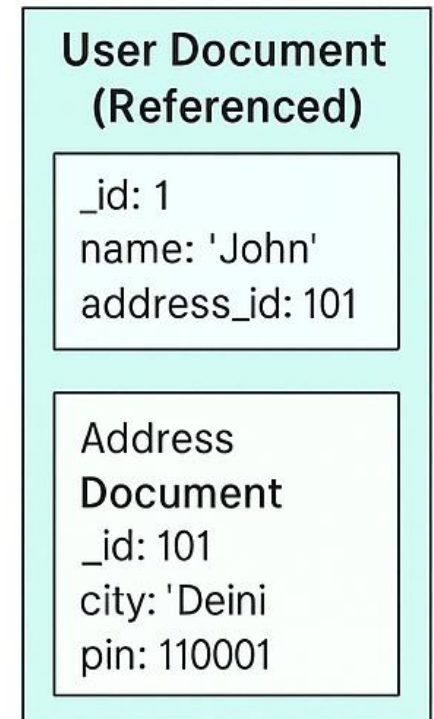 User Document
(Referenced)
_id: 1
name: 'John'
address_id: 101
Address
Document
_id: 101
city: 'Deini
pin: 110001